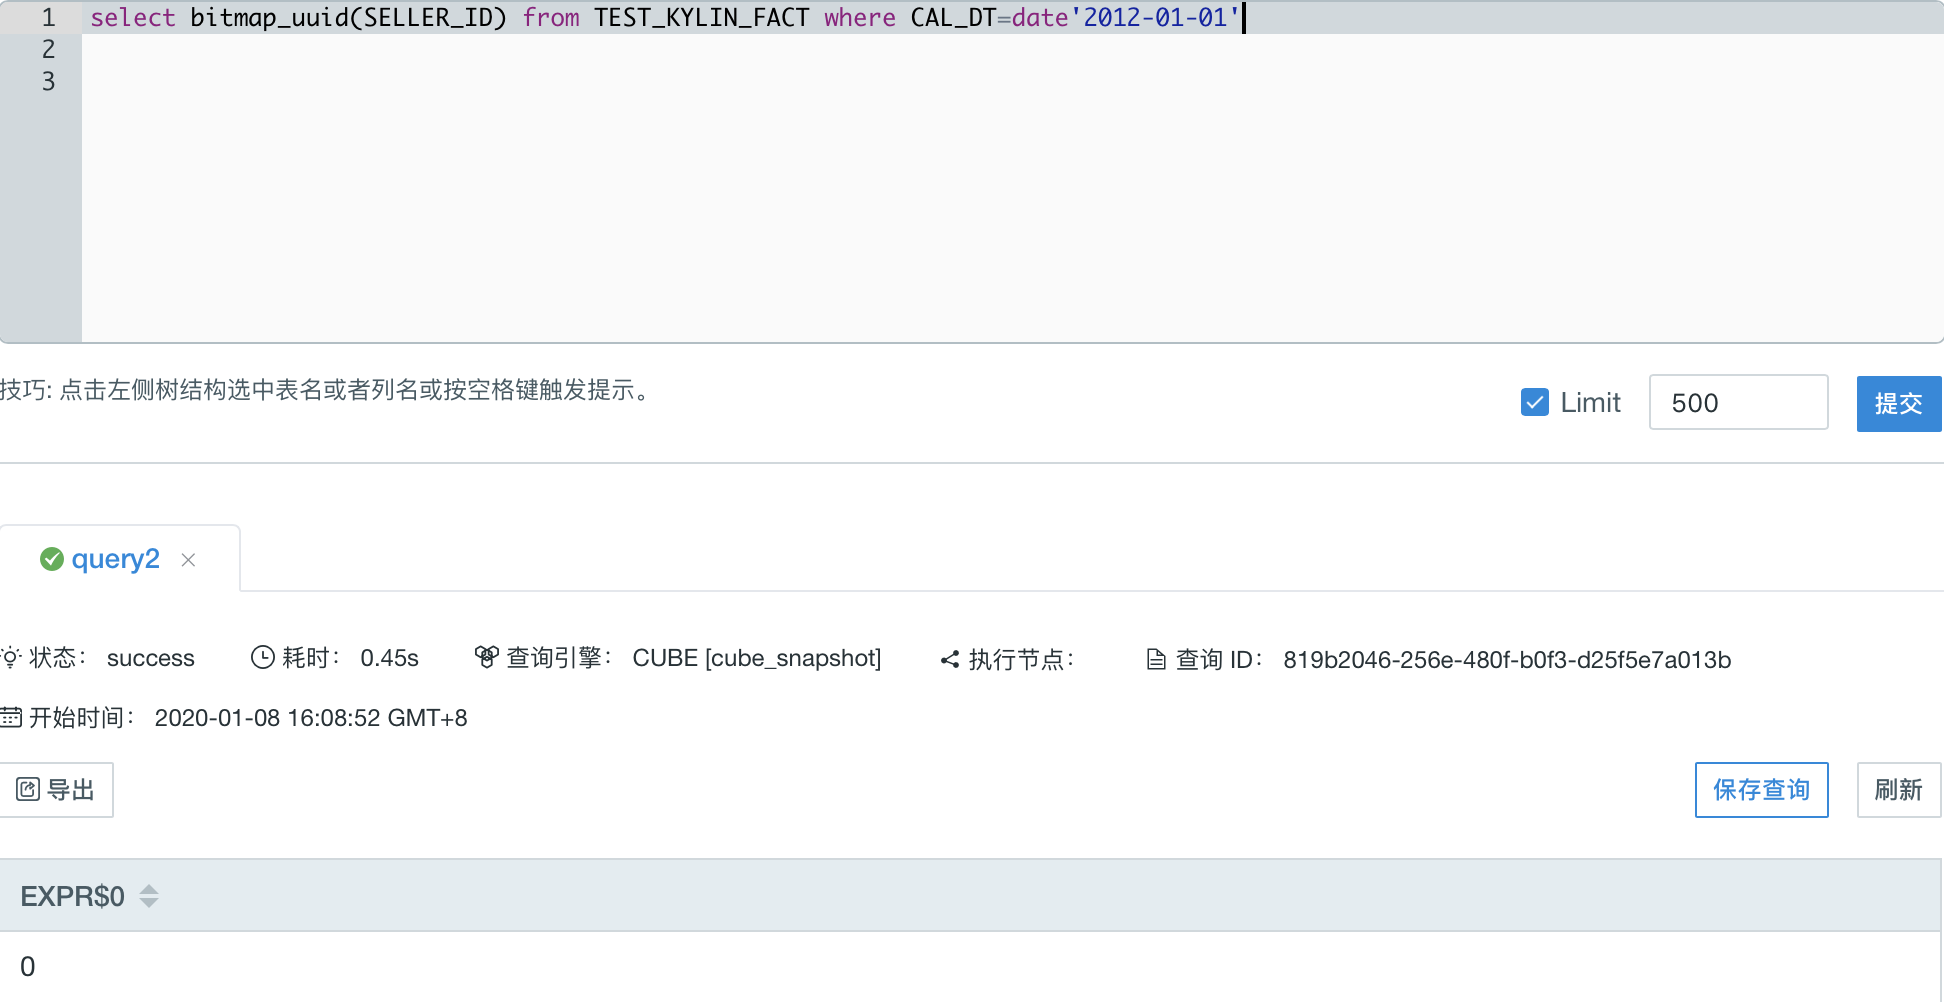 1 select bitmap_uuid(SELLER_ID) from TEST_KYLIN_FACT where CAL_DT=date'2012-01-01'
2
3
技巧: 点击左侧树结构选中表名或者列名或按空格键触发提示。
Limit 500 提交
query2
状态： success 耗时： 0.45s 查询引擎： CUBE [cube_snapshot] 执行节点： 查询 ID： 819b2046-256e-480f-b0f3-d25f5e7a013b
开始时间： 2020-01-08 16:08:52 GMT+8
导出 保存查询 刷新
EXPR$0
0